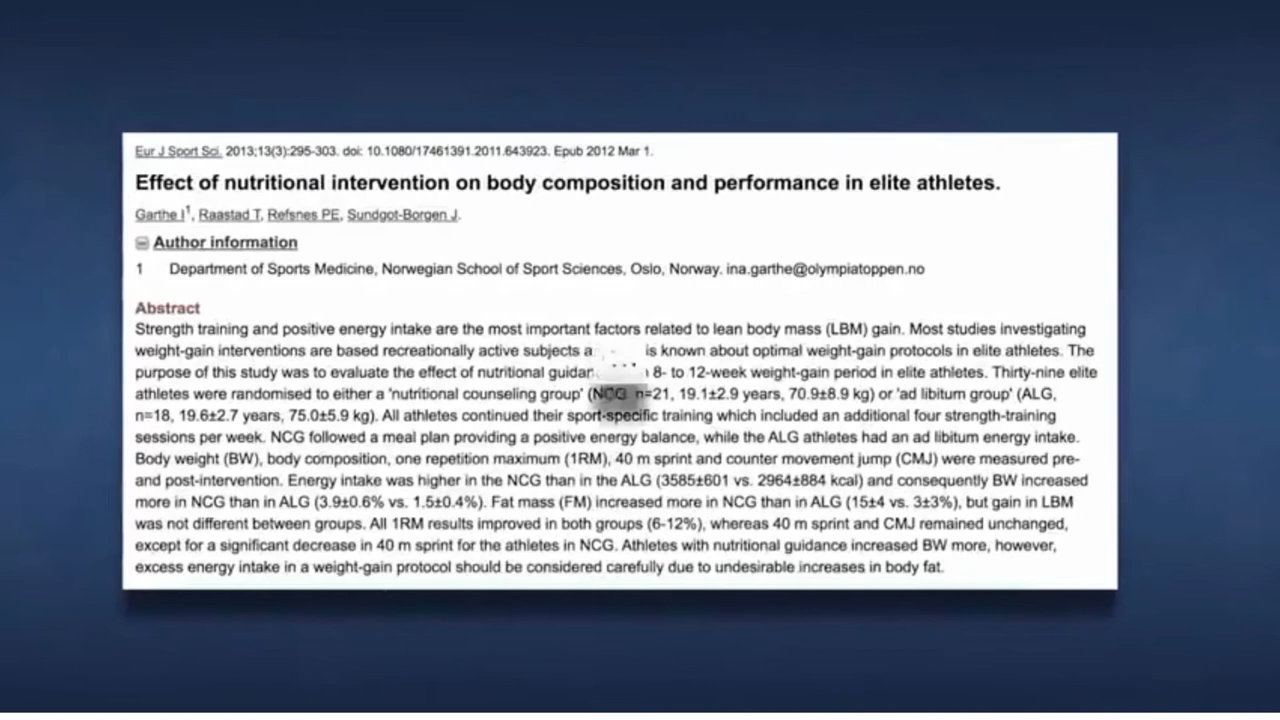 Eur J Sport Sci. 2013;13(3):295-303. doi: 10.1080/17461391.2011.643923. Epub 2012 Mar 1.
Effect of nutritional intervention on body composition and performance in elite athletes.
Garthe I1, Raastad T, Refsnes PE, Sundgot-Borgen J.
Author information
1 Department of Sports Medicine, Norwegian School of Sport Sciences, Oslo, Norway. ina.garthe@olympiatoppen.no
Abstract
Strength training and positive energy intake are the most important factors related to lean body mass (LBM) gain. Most studies investigating
weight-gain interventions are based recreationally active subjects is known about optimal weight-gain protocols in elite athletes. The
purpose of this study was to evaluate the effect of nutritional 8- to 12-week weight-gain period in elite athletes. Thirty-nine elite
athletes were randomised to either a 'nutritional counseling group' (NCG n=21, 19.1±2.9 years, 70.9±8.9 kg) or 'ad libitum group' (ALG,
n=18, 19.6±2.7 years, 75.0±5.9 kg). All athletes continued their sport-specific training which included an additional four strength-training
sessions per week. NCG followed a meal plan providing a positive energy balance, while the ALG athletes had an ad libitum energy intake.
Body weight (BW), body composition, one repetition maximum (1RM), 40 m sprint and counter movement jump (CMJ) were measured pre-
and post-intervention. Energy intake was higher in the NCG than in the ALG (3585±601 vs. 2964±884 kcal) and consequently BW increased
more in NCG than in ALG (3.9±0.6% vs. 1.5±0.4%). Fat mass (FM) increased more in NCG than in ALG (15±4 vs. 3±3%), but gain in LBM
was not different between groups. All 1RM results improved in both groups (6-12%), whereas 40 m sprint and CMJ remained unchanged,
except for a significant decrease in 40 m sprint for the athletes in NCG. Athletes with nutritional guidance increased BW more, however,
excess energy intake in a weight-gain protocol should be considered carefully due to undesirable increases in body fat.